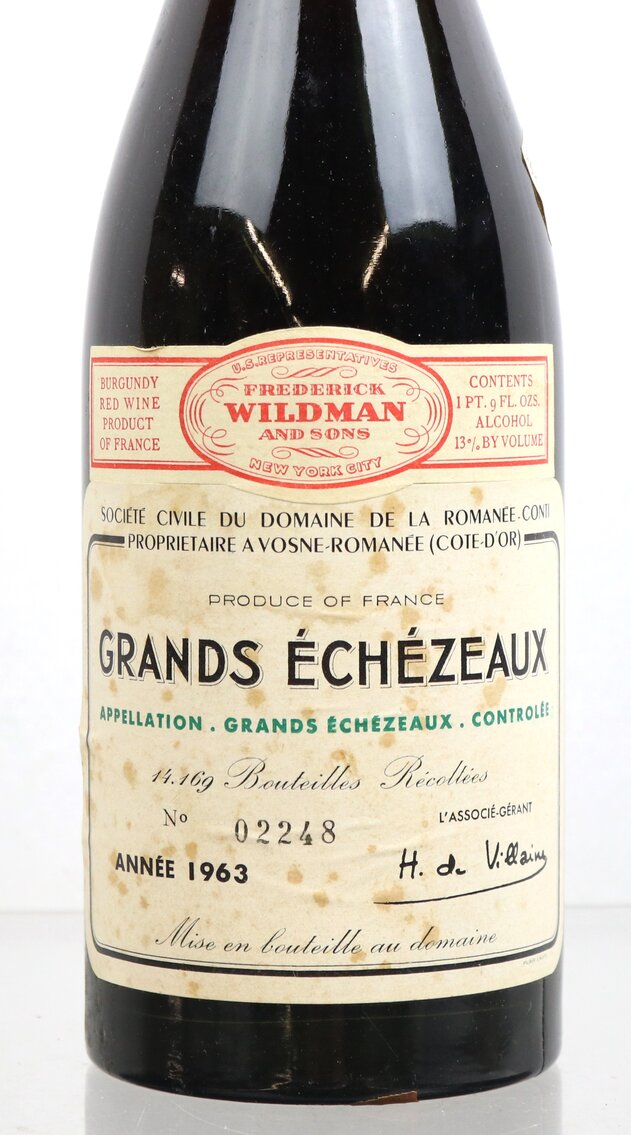 U.S. REPRESENTATIVES
BURGUNDY
RED WINE
PRODUCT
OF FRANCE
FREDERICK
WILDMAN
AND SONS
NEW YORK CITY
CONTENTS
1 PT. 9 FL. OZS.
ALCOHOL
13% BY VOLUME
SOCIÉTÉ CIVILE DU DOMAINE DE LA ROMANÉE-CONTI
PROPRIETAIRE A VOSNE-ROMANÉE (COTE-D'OR)
PRODUCE OF FRANCE
GRANDS ÉCHÉZEAUX
APPELLATION . GRANDS ÉCHÉZEAUX . CONTROLÉE
14.169 Bouteilles Récoltées
Nº 02248
L'ASSOCIÉ-GÉRANT
ANNÉE 1963
H. de Villaine
Mise en bouteille au domaine